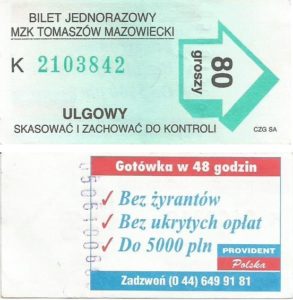 BILET JEDNORAZOWY
MZK TOMASZÓW MAZOWIECKI
K 2103842
80
groszy
ULGOWY
SKASOWAĆ I ZACHOWAĆ DO KONTROLI
CZG SA
Gotówka w 48 godzin
Bez żyrantów
Bez ukrytych opłat
Do 5000 pln
PROVIDENT
Polska
Zadzwoń (0 44) 649 91 81